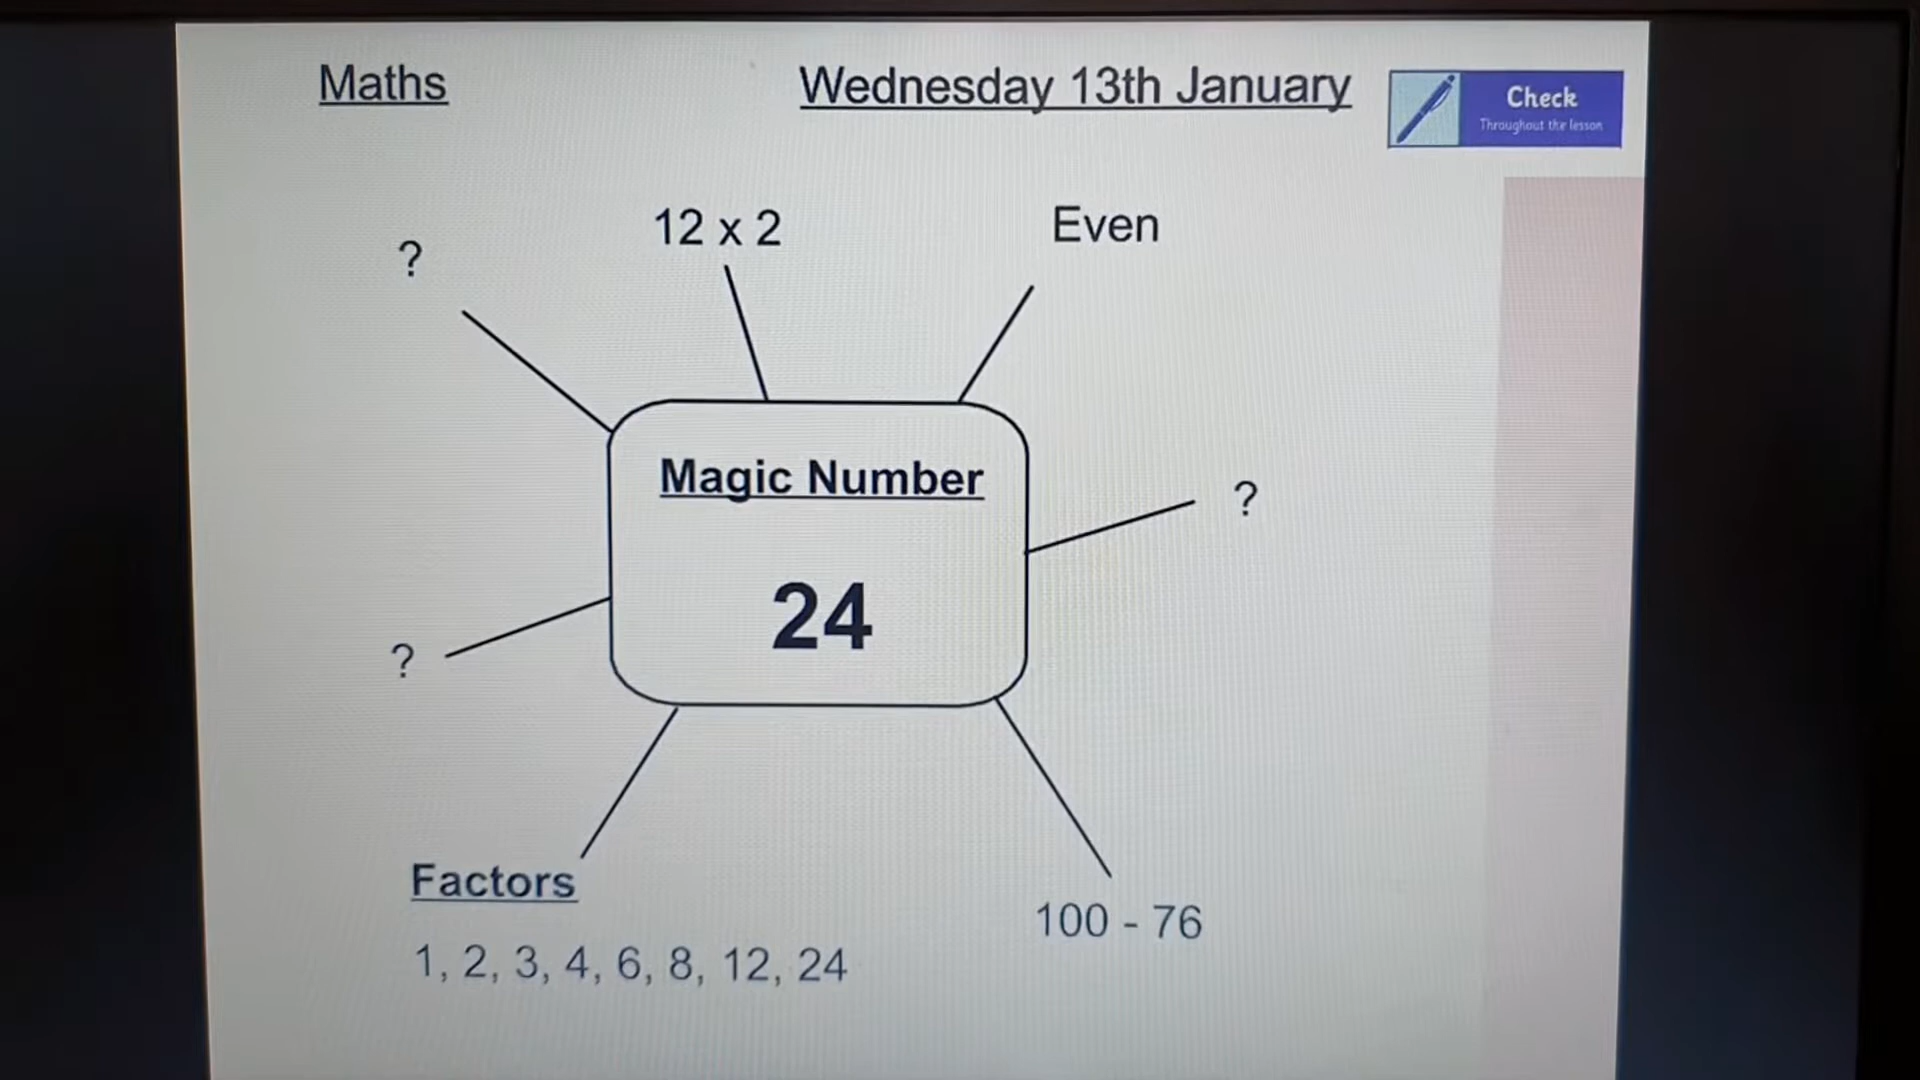 Maths
Wednesday 13th January
Check
Throughout the lesson
?
12 x 2
Even
Magic Number
24
?
?
Factors
1, 2, 3, 4, 6, 8, 12, 24
100 - 76